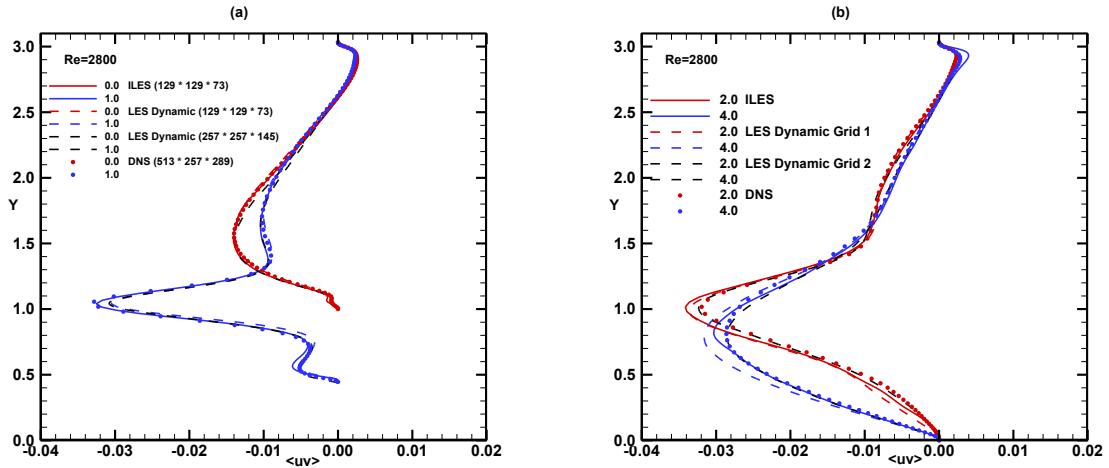 (a)
Re=2800
0.0 ILES (129 * 129 * 73)
1.0
0.0 LES Dynamic (129 * 129 * 73)
1.0
0.0 LES Dynamic (257 * 257 * 145)
1.0
0.0 DNS (513 * 257 * 289)
1.0
3.0
2.5
2.0
Y
1.5
1.0
0.5
0.0
-0.04 -0.03 -0.02 -0.01 0.00 0.01 0.02
<uv>
(b)
Re=2800
2.0 ILES
4.0
2.0 LES Dynamic Grid 1
4.0
2.0 LES Dynamic Grid 2
4.0
2.0 DNS
4.0
3.0
2.5
2.0
Y
1.5
1.0
0.5
0.0
-0.04 -0.03 -0.02 -0.01 0.00 0.01 0.02
<uv>